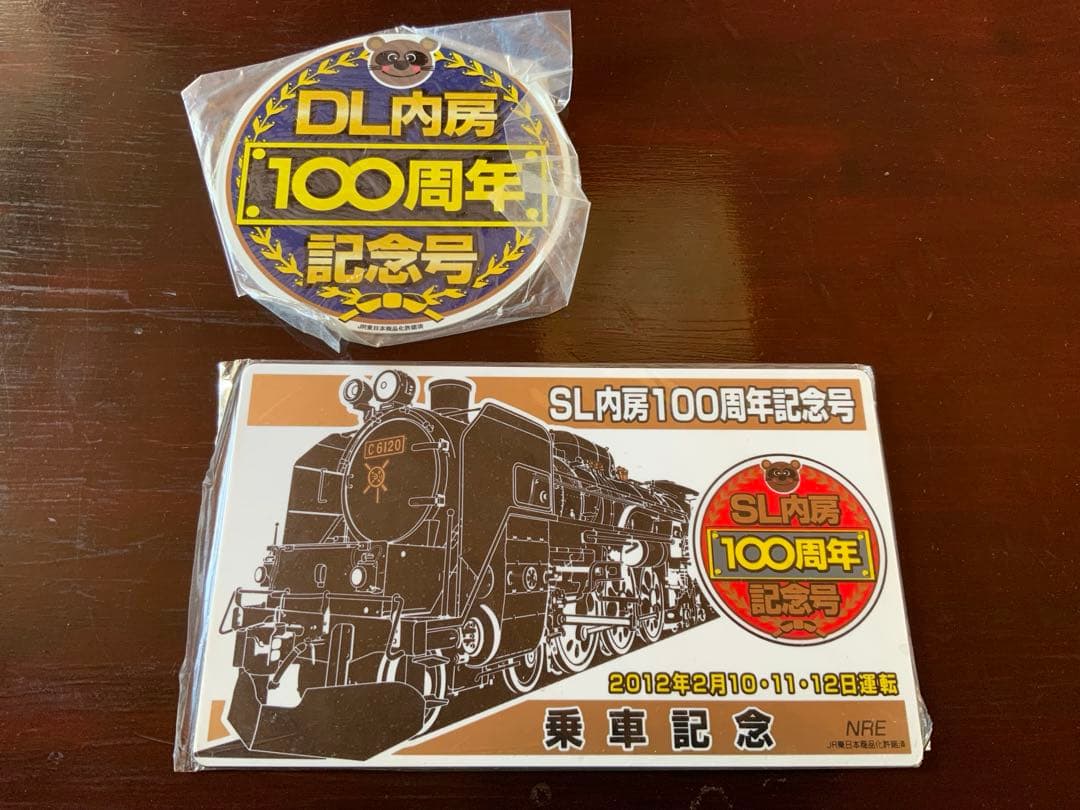 DL内房
100周年
記念号
JR東日本商品化許諾済
SL内房100周年記念号
C6120
SL内房
100周年
記念号
2012年2月10・11・12日運転
乗車記念
NRE
JR東日本商品化許諾済